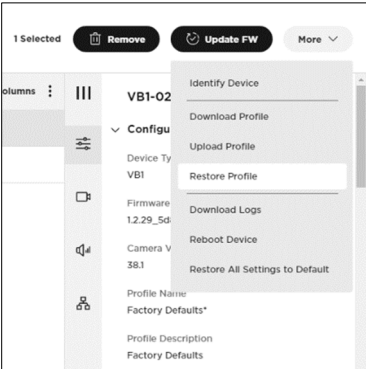 1 Selected
Remove
Update FW
More
olumns
VB1-02
Identify Device
Download Profile
Upload Profile
Restore Profile
Download Logs
Reboot Device
Restore All Settings to Default
Configu
Device Ty
VB1
Firmware
1.2.29_5d
Camera V
38.1
Profile Name
Factory Defaults*
Profile Description
Factory Defaults